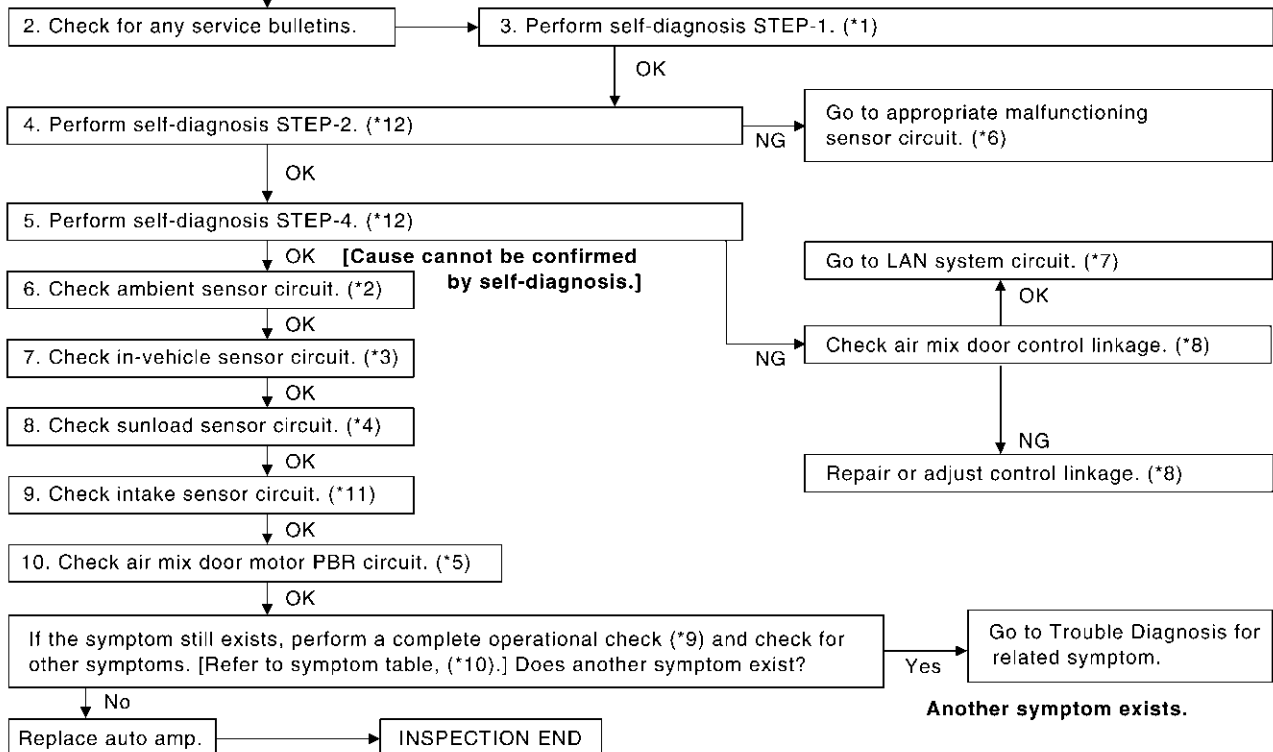 2. Check for any service bulletins.
3. Perform self-diagnosis STEP-1. (*1)
OK
4. Perform self-diagnosis STEP-2. (*12)
NG
Go to appropriate malfunctioning
sensor circuit. (*6)
OK
5. Perform self-diagnosis STEP-4. (*12)
OK
[Cause cannot be confirmed
by self-diagnosis.]
Go to LAN system circuit. (*7)
OK
6. Check ambient sensor circuit. (*2)
OK
NG
Check air mix door control linkage. (*8)
7. Check in-vehicle sensor circuit. (*3)
OK
NG
8. Check sunload sensor circuit. (*4)
Repair or adjust control linkage. (*8)
OK
9. Check intake sensor circuit. (*11)
OK
10. Check air mix door motor PBR circuit. (*5)
OK
If the symptom still exists, perform a complete operational check (*9) and check for
other symptoms. [Refer to symptom table, (*10).] Does another symptom exist?
Yes
Go to Trouble Diagnosis for
related symptom.
Another symptom exists.
No
Replace auto amp.
INSPECTION END